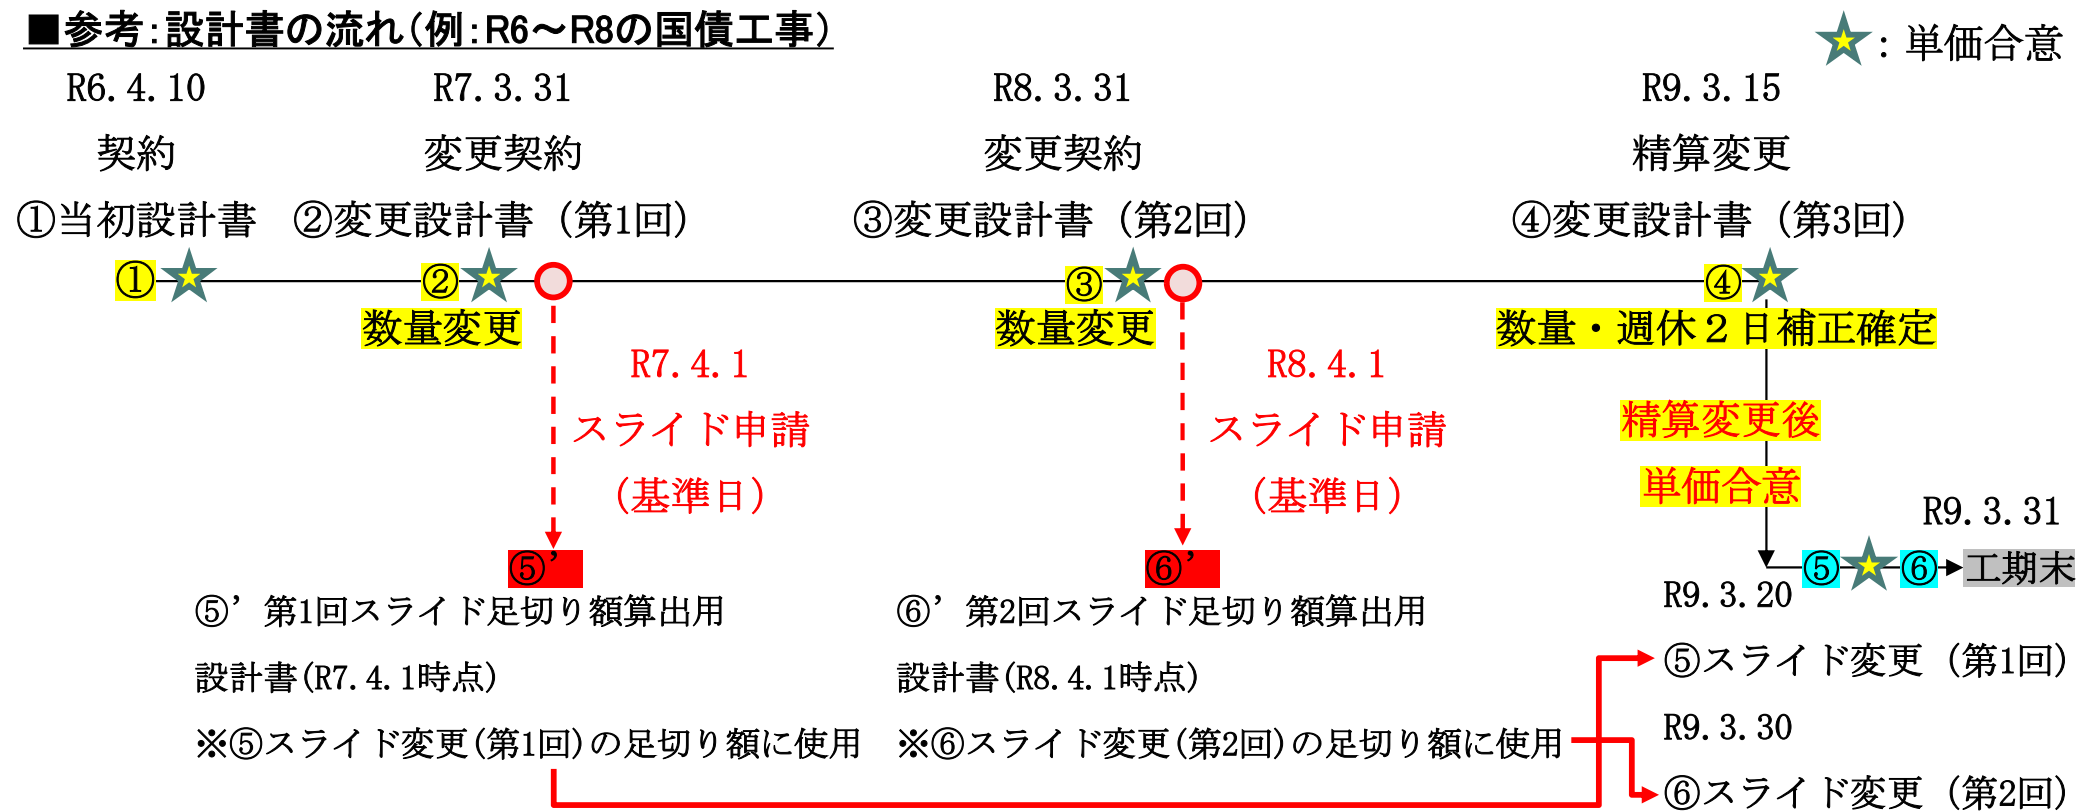 ■参考：設計書の流れ（例：R6～R8の国債工事）
：単価合意
R6.4.10
R7.3.31
R8.3.31
R9.3.15
契約
変更契約
変更契約
精算変更
①当初設計書
②変更設計書（第1回）
③変更設計書（第2回）
④変更設計書（第3回）
①
②
③
④
数量変更
数量変更
数量・週休２日補正確定
R7.4.1
スライド申請
（基準日）
R8.4.1
スライド申請
（基準日）
精算変更後
単価合意
R9.3.31
⑤’
⑥’
⑤
⑥
工期末
⑤’第1回スライド足切り額算出用
設計書(R7.4.1時点)
※⑤スライド変更(第1回)の足切り額に使用
⑥’第2回スライド足切り額算出用
設計書(R8.4.1時点)
※⑥スライド変更(第2回)の足切り額に使用
R9.3.20
⑤スライド変更（第1回）
R9.3.30
⑥スライド変更（第2回）